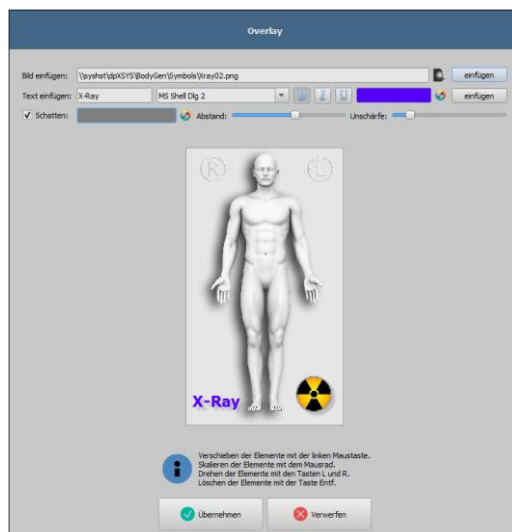 Overlay
Bild einfügen: \\syshst\dpXSYS\BodyGen\Symbols\Xray02.png einfügen
Text einfügen: X-Ray MS Shell Dlg 2 einfügen
Schatten: Abstand: Unschärfe:
R L
X-Ray
Verschieben der Elemente mit der linken Maustaste.
Skalieren der Elemente mit dem Mausrad.
Drehen der Elemente mit den Tasten L und R.
Löschen der Elemente mit der Taste Entf.
Übernehmen Verwerfen